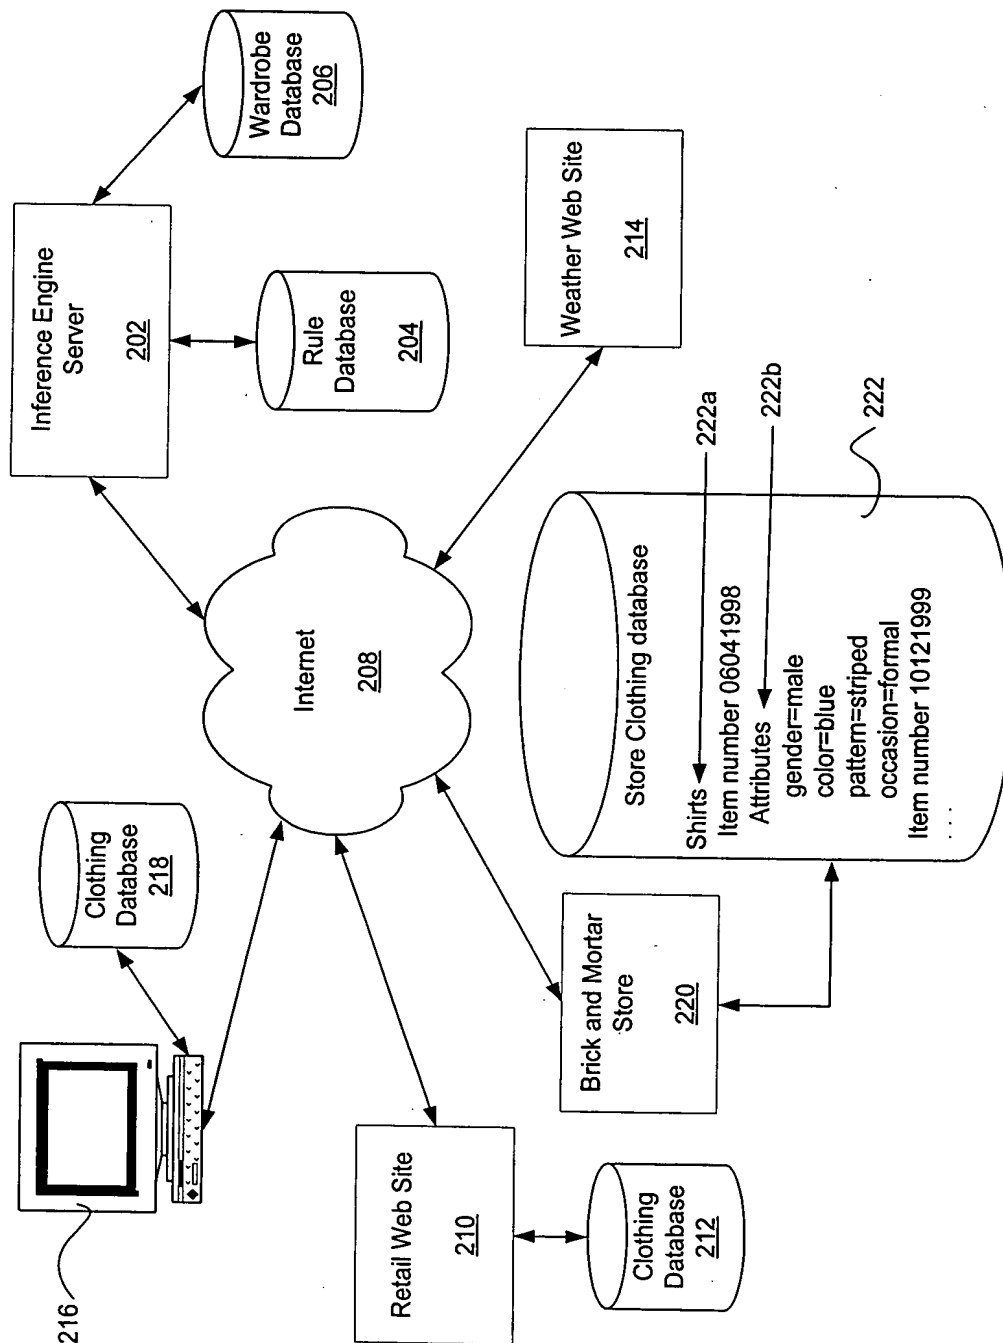 216
Clothing
Database
218
Inference Engine
Server
202
Wardrobe
Database
206
Rule
Database
204
Internet
208
Retail Web Site
210
Clothing
Database
212
Brick and Mortar
Store
220
Weather Web Site
214
Store Clothing database
Shirts
222a
Item number 06041998
Attributes
222b
gender=male
color=blue
pattern=striped
occasion=formal
222
Item number 10121999
. . .